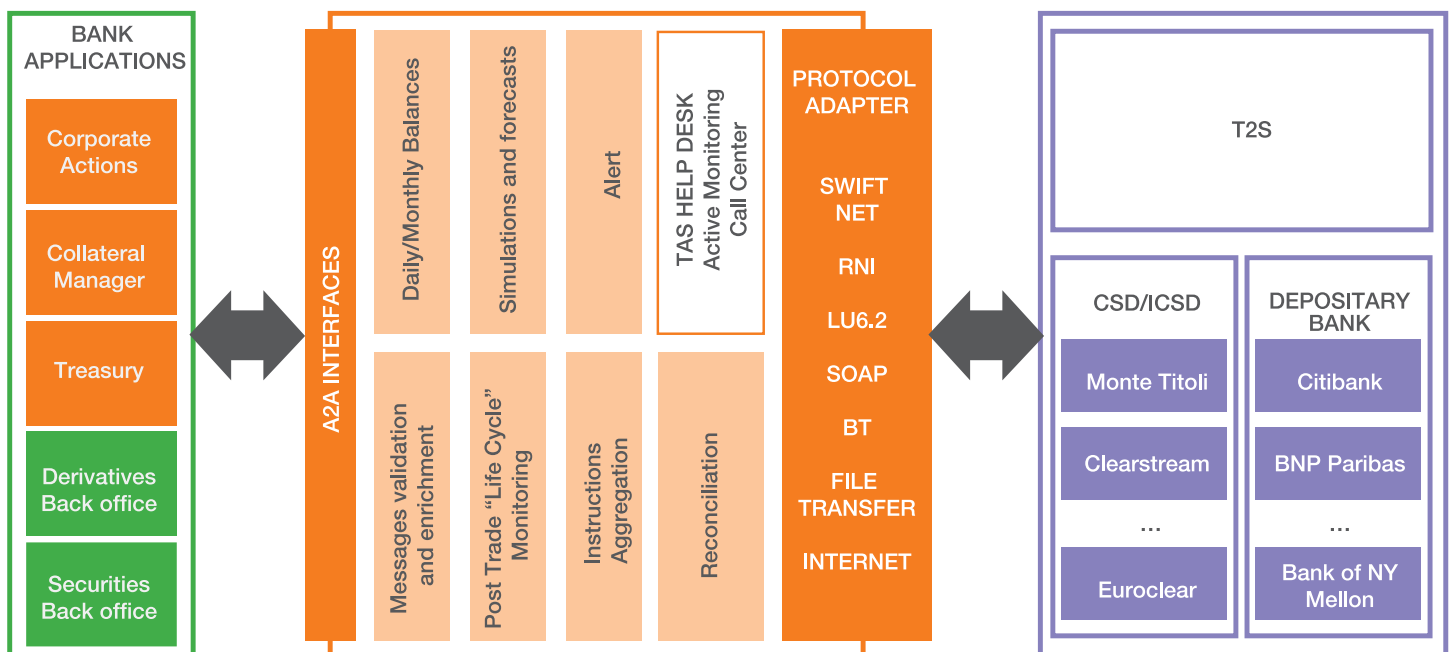 BANK
APPLICATIONS
Corporate
Actions
Collateral
Manager
Treasury
Derivatives
Back office
Securities
Back office
A2A INTERFACES
Daily/Monthly Balances
Simulations and forecasts
Alert
TAS HELP DESK
Active Monitoring
Call Center
Messages validation
and enrichment
Post Trade “Life Cycle”
Monitoring
Instructions
Aggregation
Reconciliation
PROTOCOL
ADAPTER
SWIFT
NET
RNI
LU6.2
SOAP
BT
FILE
TRANSFER
INTERNET
T2S
CSD/ICSD
Monte Titoli
Clearstream
...
Euroclear
DEPOSITARY
BANK
Citibank
BNP Paribas
...
Bank of NY
Mellon